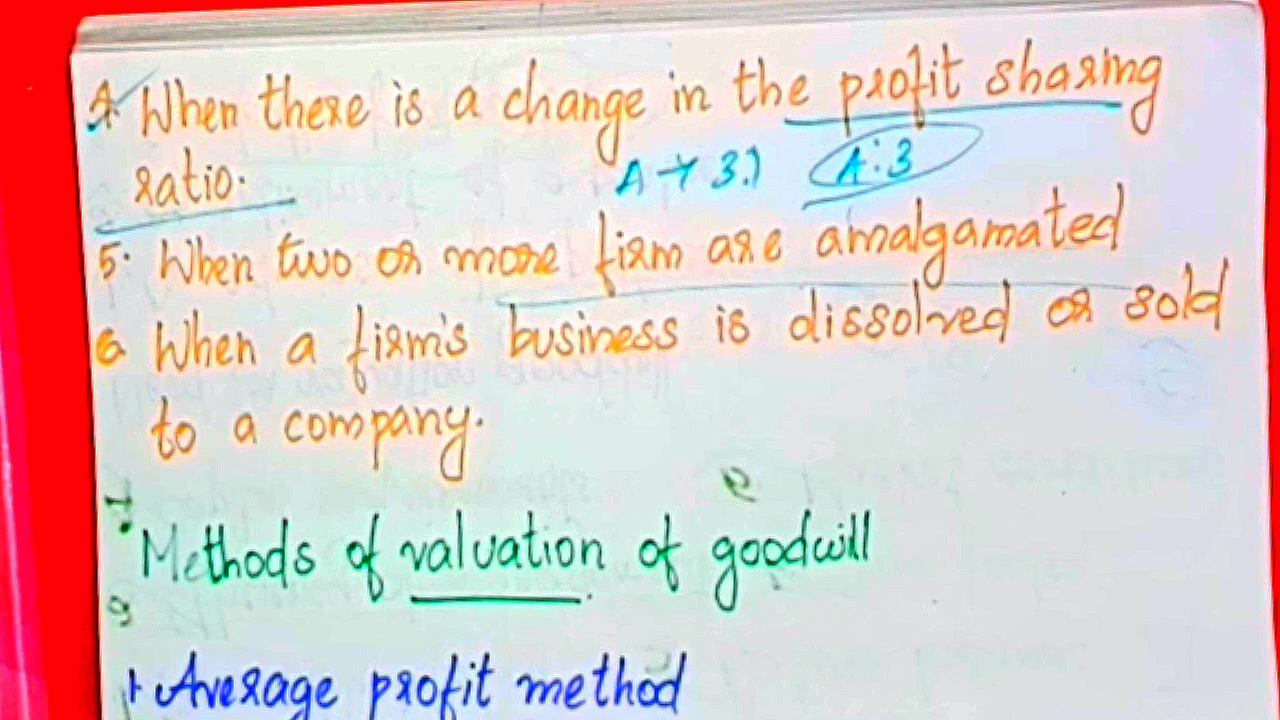 4. When there is a change in the profit sharing
ratio.
A → 3.) A:3
5. When two or more firm are amalgamated
6 When a firm's business is dissolved or sold
to a company.
Methods of valuation of goodwill
1 Average profit method